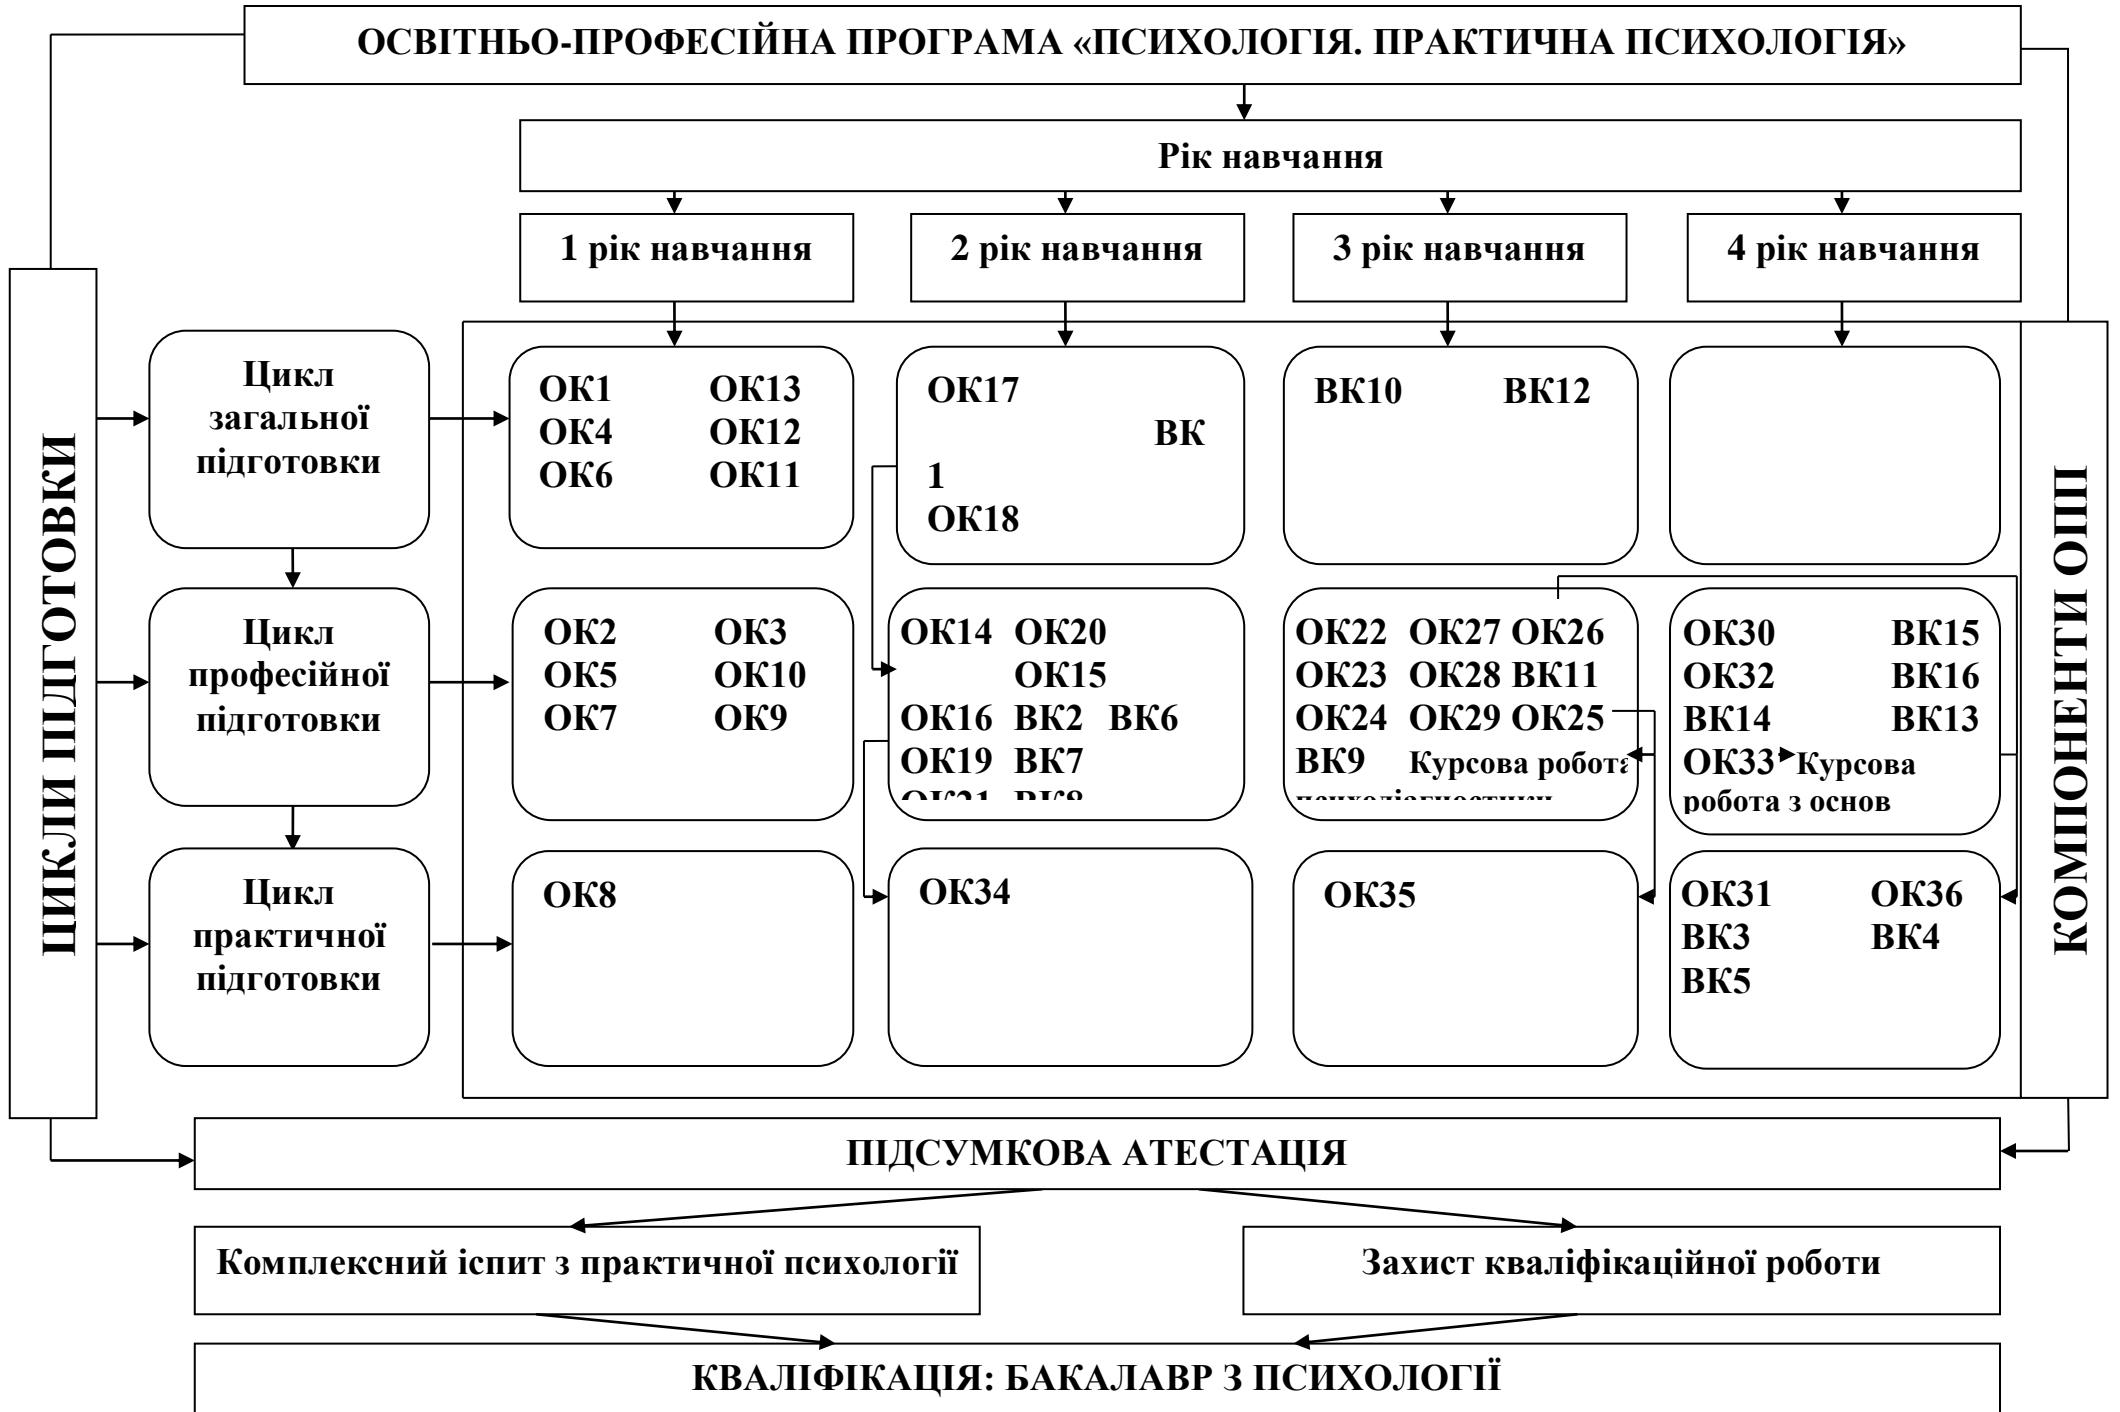 ОСВІТНЬО-ПРОФЕСІЙНА ПРОГРАМА «ПСИХОЛОГІЯ. ПРАКТИЧНА ПСИХОЛОГІЯ»
Рік навчання
1 рік навчання
2 рік навчання
3 рік навчання
4 рік навчання
ЦИКЛИ ПІДГОТОВКИ
Цикл
загальної
підготовки
ОК1 ОК13
ОК4 ОК12
ОК6 ОК11
ОК17
ВК
1
ОК18
ВК10 ВК12
Цикл
професійної
підготовки
ОК2 ОК3
ОК5 ОК10
ОК7 ОК9
ОК14 ОК20
ОК15
ОК16 ВК2 ВК6
ОК19 ВК7
ОК21 ВК8
ОК22 ОК27 ОК26
ОК23 ОК28 ВК11
ОК24 ОК29 ОК25
ВК9 Курсова робота
психодіагностики
ОК30 ВК15
ОК32 ВК16
ВК14 ВК13
ОК33 Курсова
робота з основ
Цикл
практичної
підготовки
ОК8
ОК34
ОК35
ОК31 ОК36
ВК3 ВК4
ВК5
КОМПОНЕНТИ ОПП
ПІДСУМКОВА АТЕСТАЦІЯ
Комплексний іспит з практичної психології
Захист кваліфікаційної роботи
КВАЛІФІКАЦІЯ: БАКАЛАВР З ПСИХОЛОГІЇ